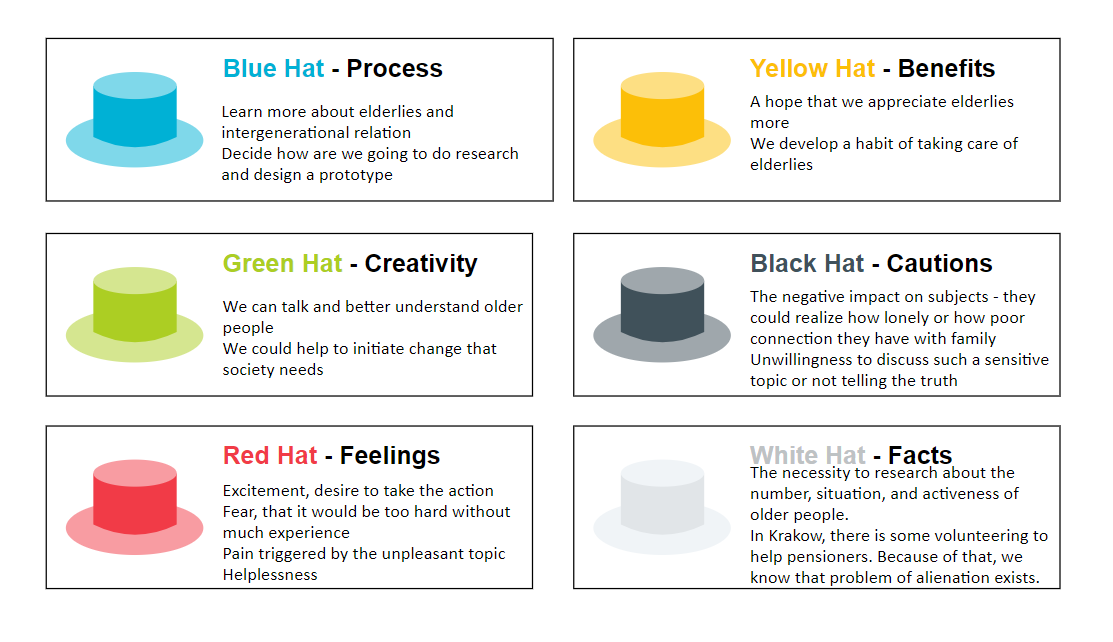 Blue Hat - Process
Learn more about elderlies and
intergenerational relation
Decide how are we going to do research
and design a prototype
Yellow Hat - Benefits
A hope that we appreciate elderlies
more
We develop a habit of taking care of
elderlies
Green Hat - Creativity
We can talk and better understand older
people
We could help to initiate change that
society needs
Black Hat - Cautions
The negative impact on subjects - they
could realize how lonely or how poor
connection they have with family
Unwillingness to discuss such a sensitive
topic or not telling the truth
Red Hat - Feelings
Excitement, desire to take the action
Fear, that it would be too hard without
much experience
Pain triggered by the unpleasant topic
Helplessness
White Hat - Facts
The necessity to research about the
number, situation, and activeness of
older people.
In Krakow, there is some volunteering to
help pensioners. Because of that, we
know that problem of alienation exists.